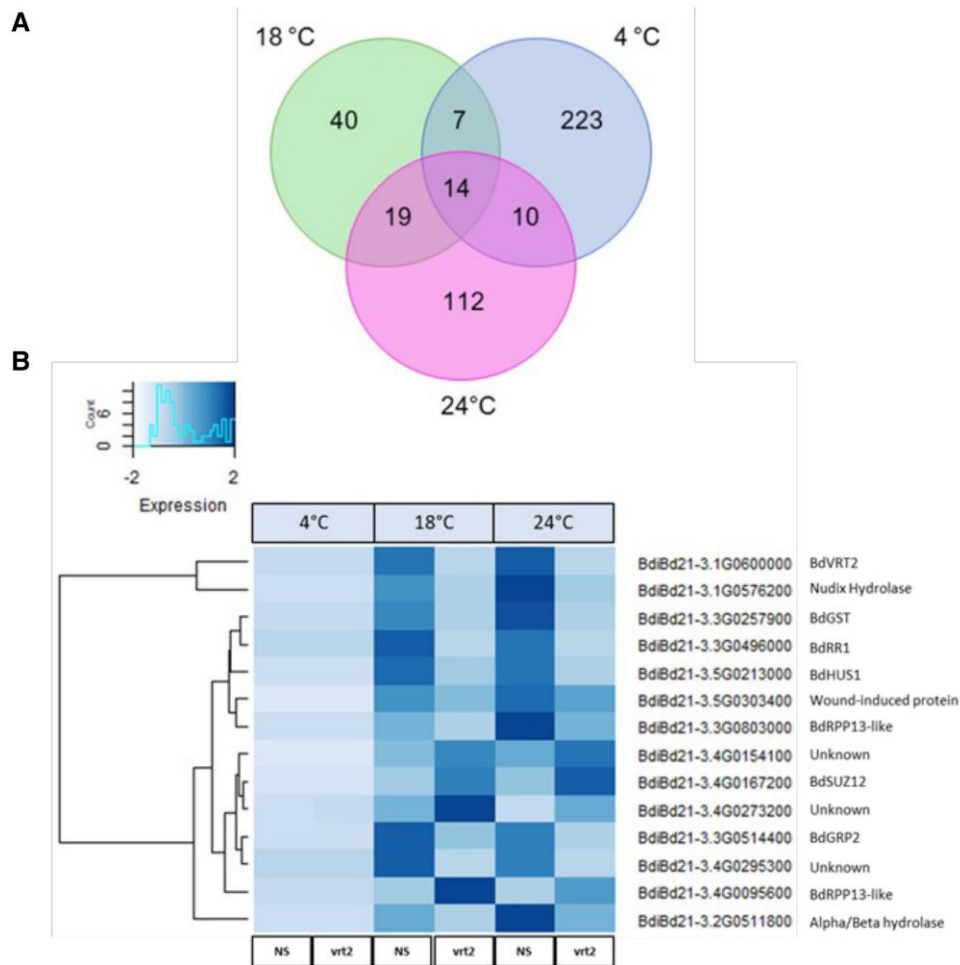 A
18 °C
4 °C
40
7
223
14
19
10
112
24°C
B
Count
6
0
-2
2
Expression
4°C 18°C 24°C
BdiBd21-3.1G0600000 BdVRT2
BdiBd21-3.1G0576200 Nudix Hydrolase
BdiBd21-3.3G0257900 BdGST
BdiBd21-3.3G0496000 BdRR1
BdiBd21-3.5G0213000 BdHUS1
BdiBd21-3.5G0303400 Wound-induced protein
BdiBd21-3.3G0803000 BdRPP13-like
BdiBd21-3.4G0154100 Unknown
BdiBd21-3.4G0167200 BdSUZ12
BdiBd21-3.4G0273200 Unknown
BdiBd21-3.3G0514400 BdGRP2
BdiBd21-3.4G0295300 Unknown
BdiBd21-3.4G0095600 BdRPP13-like
BdiBd21-3.2G0511800 Alpha/Beta hydrolase
NS vrt2 NS vrt2 NS vrt2